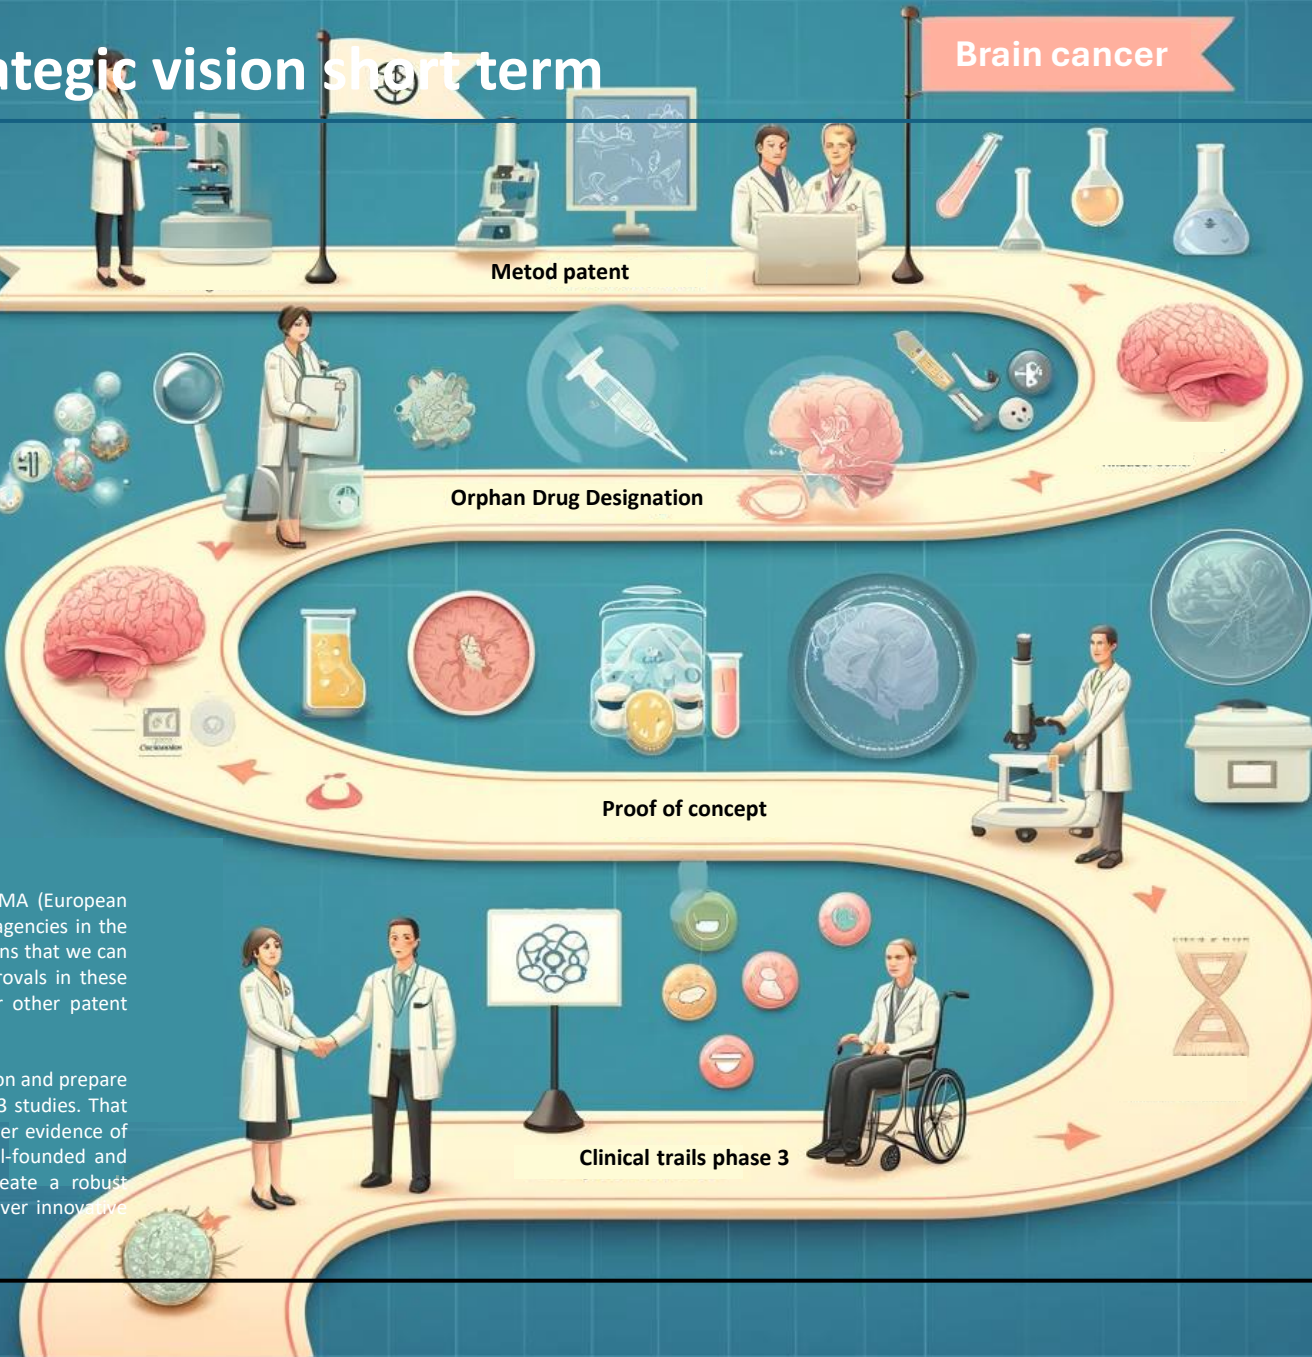 ategic vision short term
Brain cancer
Metod patent
Orphan Drug Designation
Proof of concept
MA (European
agencies in the
ns that we can
rovals in these
r other patent
on and prepare
3 studies. That
er evidence of
l-founded and
eate a robust
ver innovative
Clinical trails phase 3